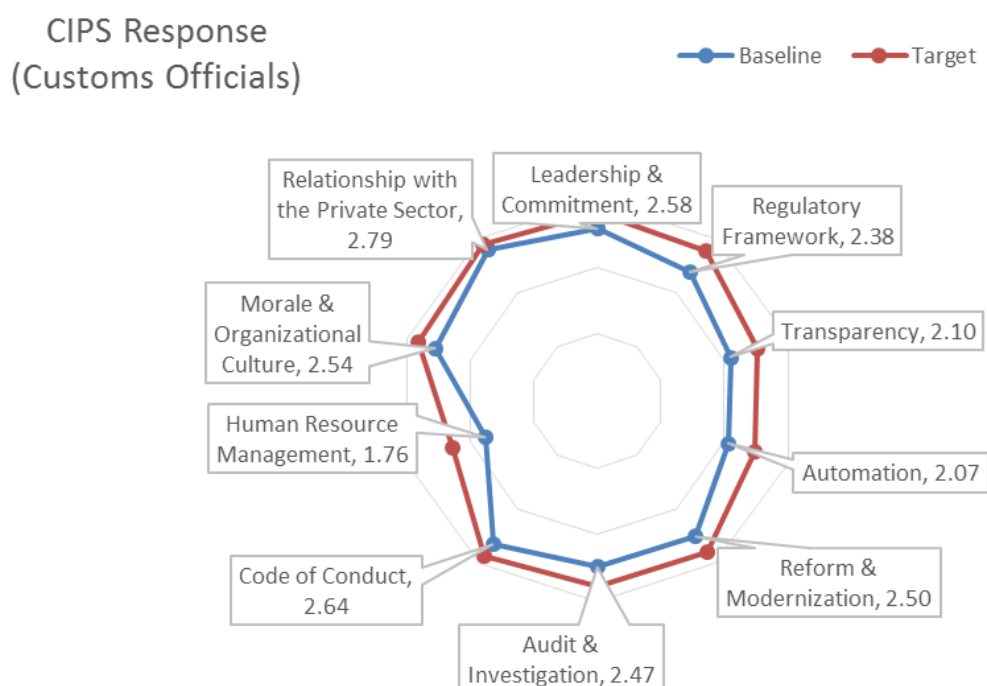 CIPS Response
(Customs Officials)
Baseline
Target
Leadership &
Commitment, 2.58
Regulatory
Framework, 2.38
Transparency, 2.10
Automation, 2.07
Reform &
Modernization, 2.50
Audit &
Investigation, 2.47
Code of Conduct,
2.64
Human Resource
Management, 1.76
Morale &
Organizational
Culture, 2.54
Relationship with
the Private Sector,
2.79